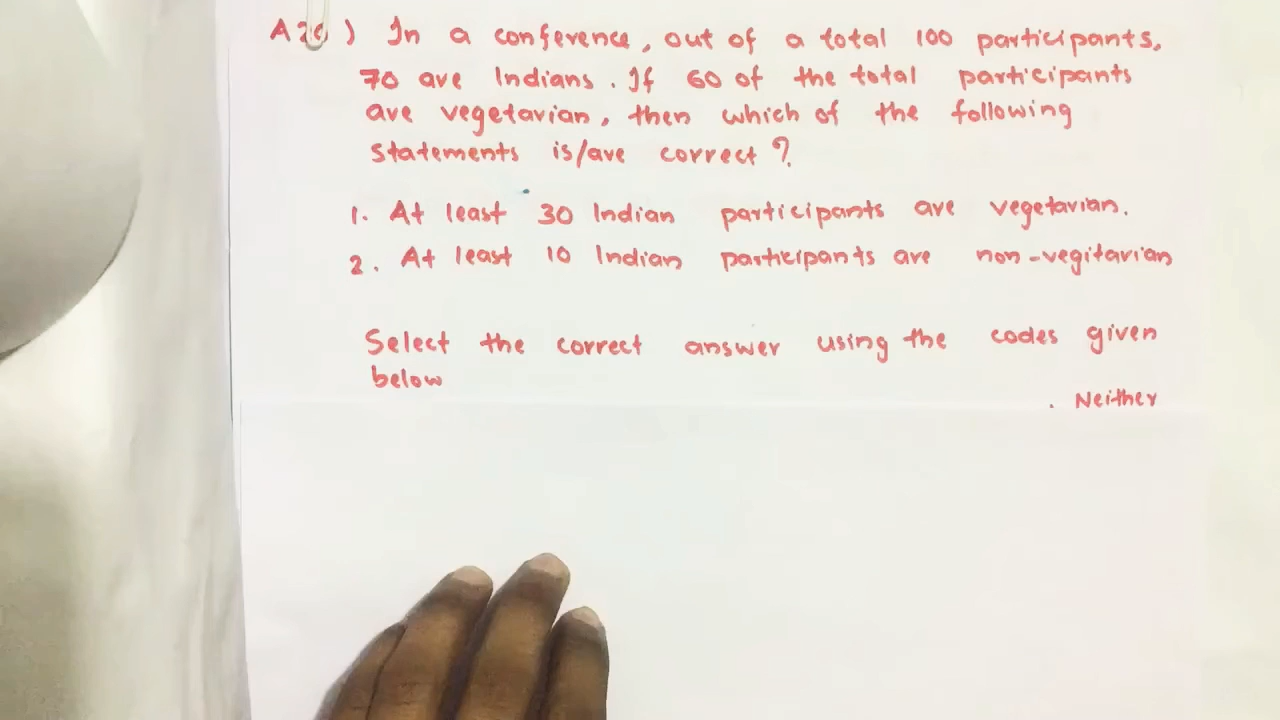 In a conference, out of a total 100 participants,
70 are Indians. If 60 of the total participants
are vegetarian, then which of the following
statements is/are correct?
1. At least 30 Indian participants are vegetarian.
2. At least 10 Indian participants are non-vegitarian
Select the correct answer using the codes given
below
. Neither